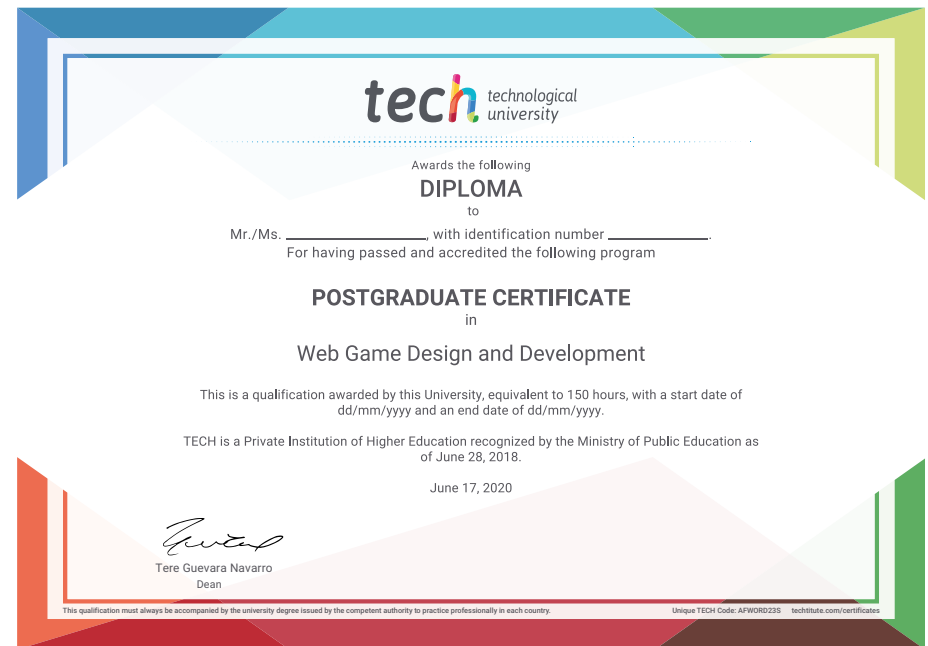 tech technological
university
Awards the following
DIPLOMA
to
Mr./Ms. ____________, with identification number ____________.
For having passed and accredited the following program
POSTGRADUATE CERTIFICATE
in
Web Game Design and Development
This is a qualification awarded by this University, equivalent to 150 hours, with a start date of
dd/mm/yyyy and an end date of dd/mm/yyyy.
TECH is a Private Institution of Higher Education recognized by the Ministry of Public Education as
of June 28, 2018.
June 17, 2020
Tere Guevara Navarro
Dean
This qualification must always be accompanied by the university degree issued by the competent authority to practice professionally in each country.
Unique TECH Code: AFWORD23S techtitute.com/certificates